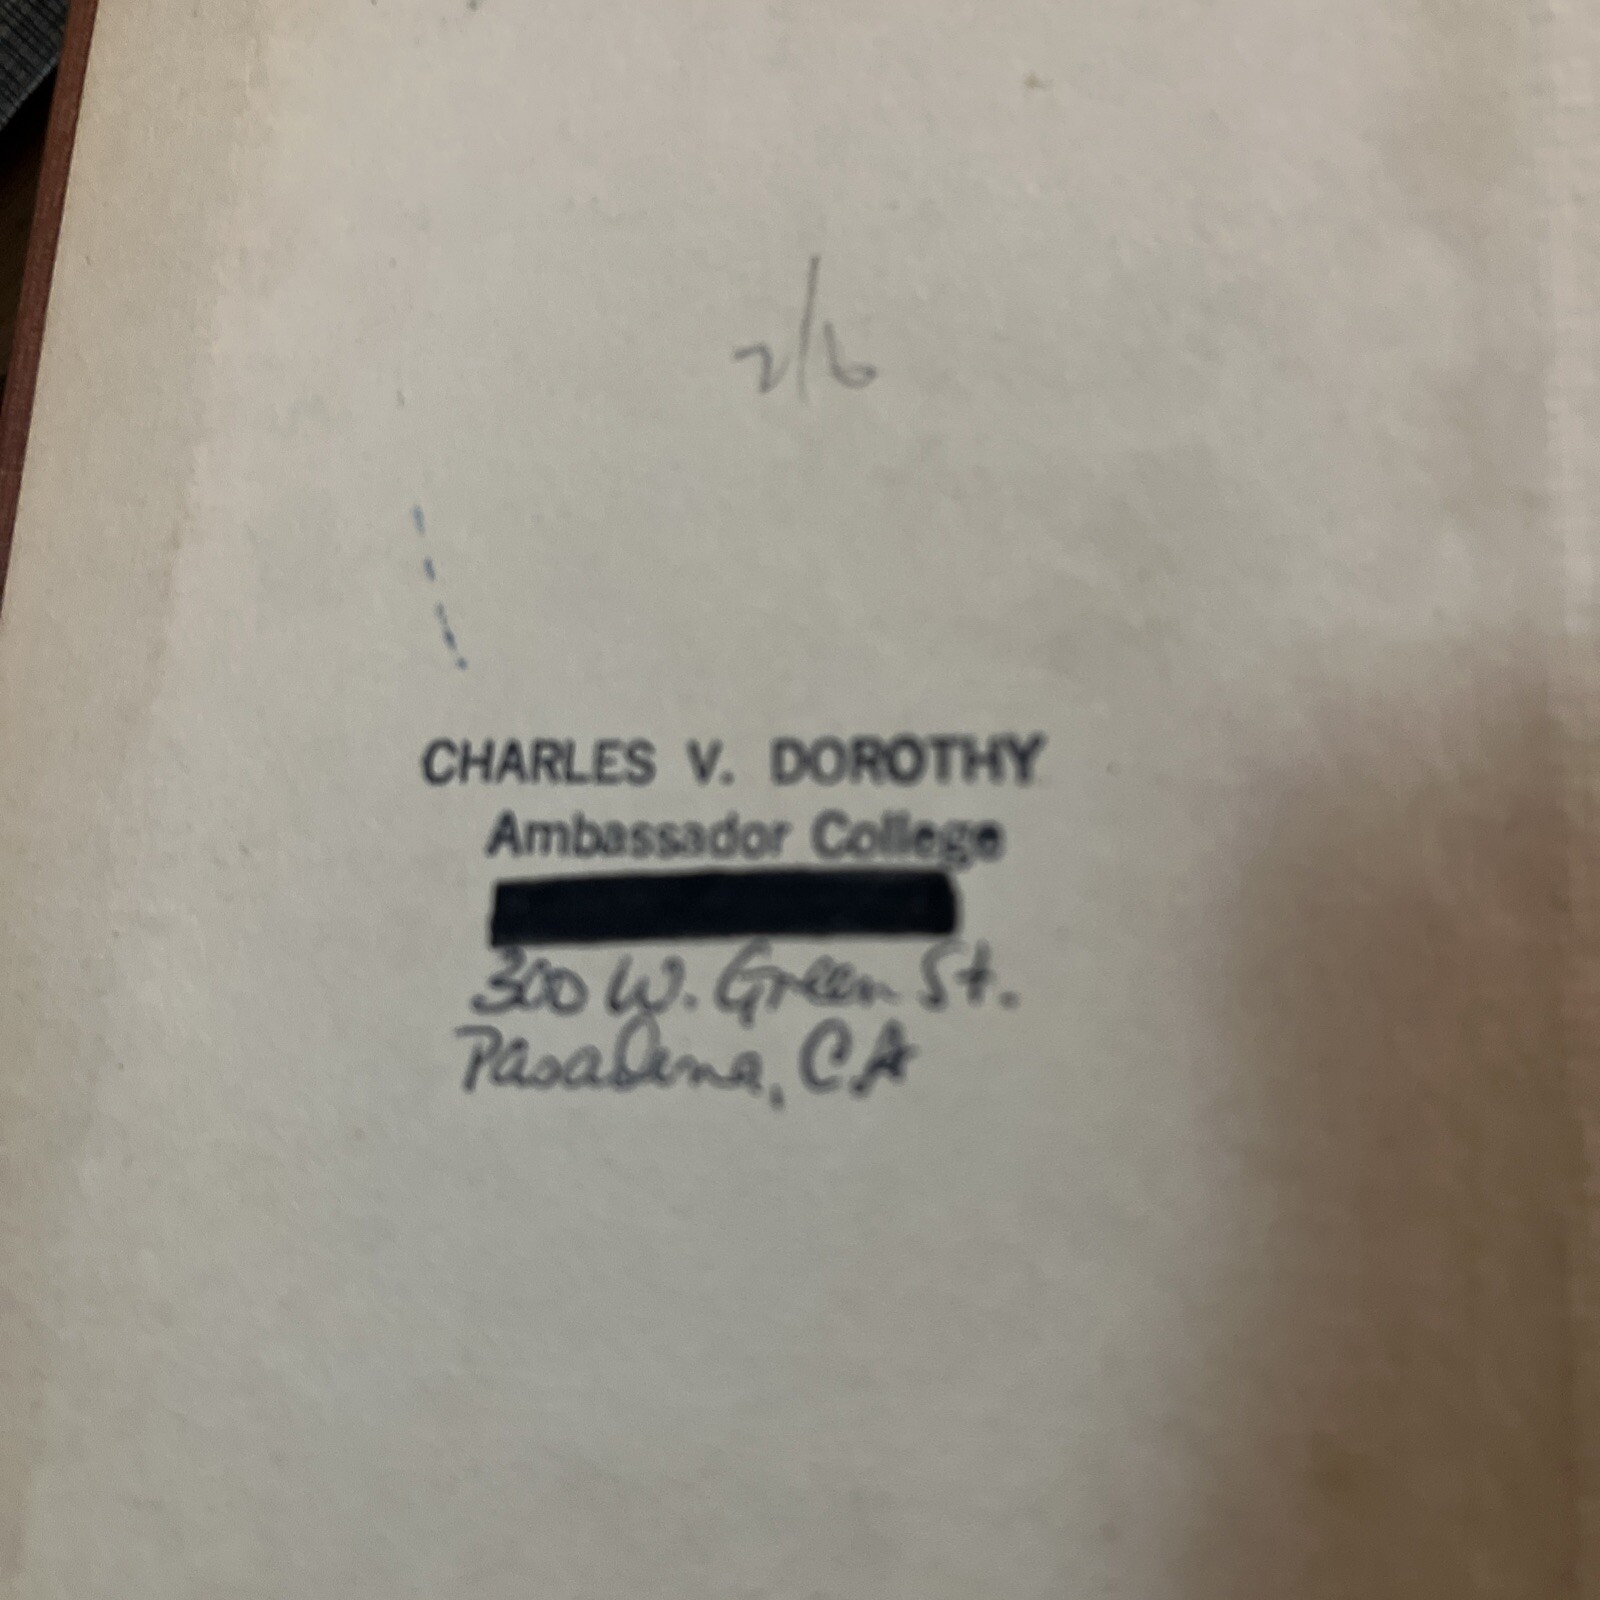 2/6
CHARLES V. DOROTHY
Ambassador College
300 W. Green St.
Pasadena, CA